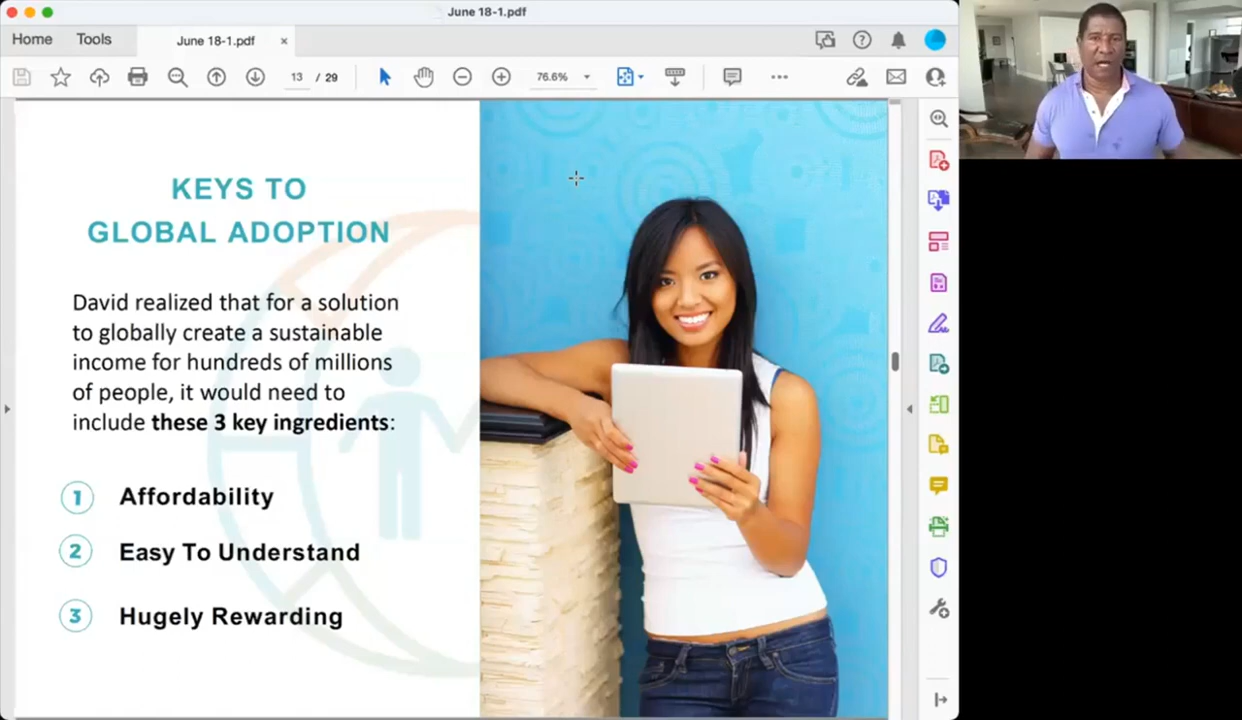 June 18-1.pdf
Home
Tools
June 18-1.pdf
13 / 29
76.6%
KEYS TO
GLOBAL ADOPTION
David realized that for a solution
to globally create a sustainable
income for hundreds of millions
of people, it would need to
include these 3 key ingredients:
1 Affordability
2 Easy To Understand
3 Hugely Rewarding